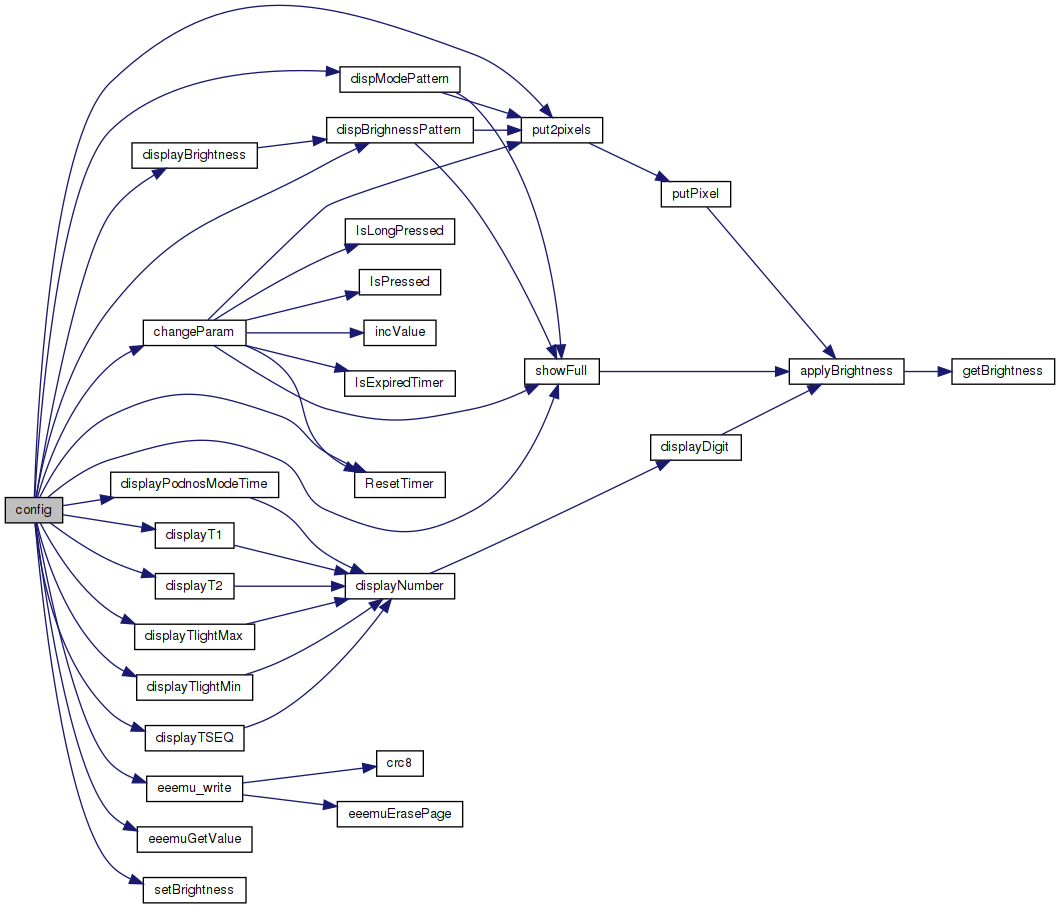 dispModePattern
dispBrighnessPattern
put2pixels
displayBrightness
putPixel
IsLongPressed
IsPressed
changeParam
incValue
showFull
applyBrightness
getBrightness
IsExpiredTimer
displayDigit
displayPodnosModeTime
ResetTimer
config
displayT1
displayT2
displayNumber
displayTlightMax
displayTlightMin
displayTSEQ
crc8
eeemu_write
eeemuErasePage
eeemuGetValue
setBrightness